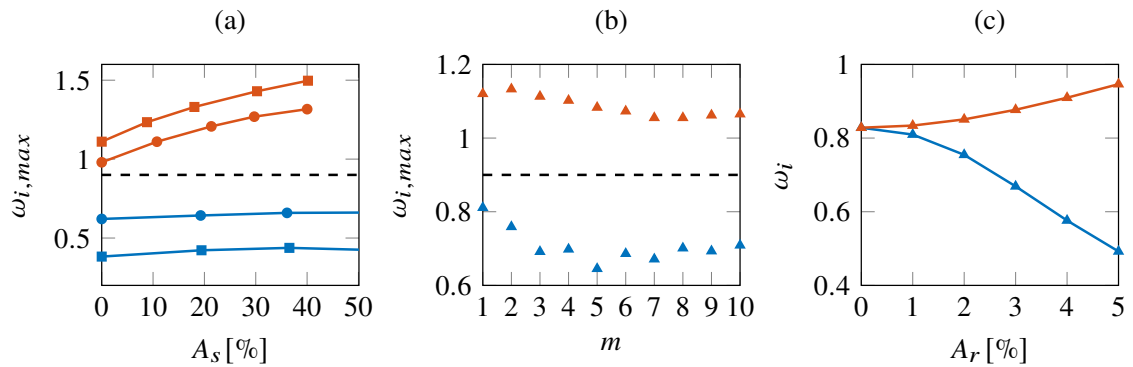 (a)
(b)
(c)
1.5
1
0.5
ω_{i,max}
0 10 20 30 40 50
A_s [%]
1.2
1
0.8
0.6
ω_{i,max}
1 2 3 4 5 6 7 8 9 10
m
1
0.8
0.6
0.4
ω_i
0 1 2 3 4 5
A_r [%]